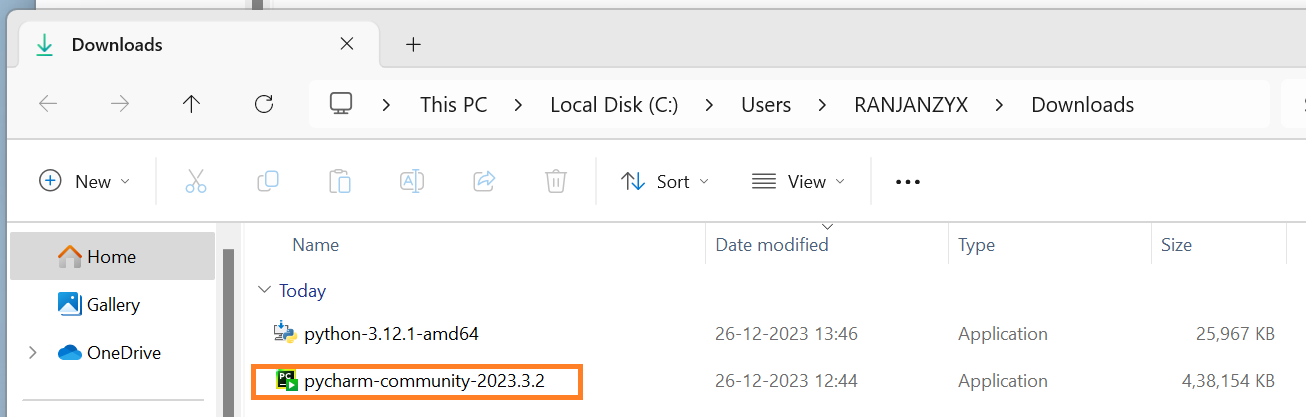 Downloads
This PC > Local Disk (C:) > Users > RANJANZYX > Downloads
New Sort View
Name Date modified Type Size
Home
Today
Gallery
python-3.12.1-amd64 26-12-2023 13:46 Application 25,967 KB
OneDrive
PC pycharm-community-2023.3.2 26-12-2023 12:44 Application 4,38,154 KB